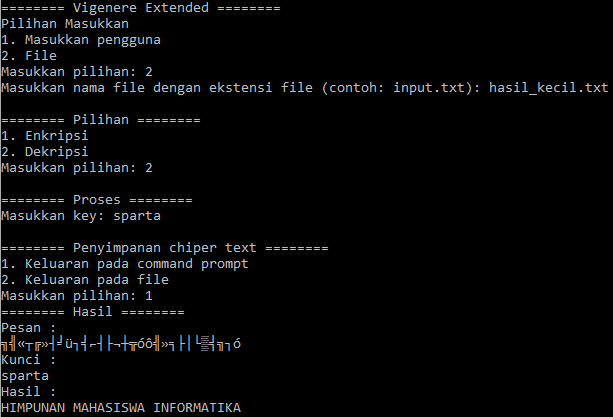 ======== Vigenere Extended ========
Pilihan Masukkan
1. Masukkan pengguna
2. File
Masukkan pilihan: 2
Masukkan nama file dengan ekstensi file (contoh: input.txt): hasil_kecil.txt
======== Pilihan ========
1. Enkripsi
2. Dekripsi
Masukkan pilihan: 2
======== Proses ========
Masukkan key: sparta
======== Penyimpanan chiper text ========
1. Keluaran pada command prompt
2. Keluaran pada file
Masukkan pilihan: 1
======== Hasil ========
Pesan :
Kunci :
sparta
Hasil :
HIMPUNAN MAHASISWA INFORMATIKA